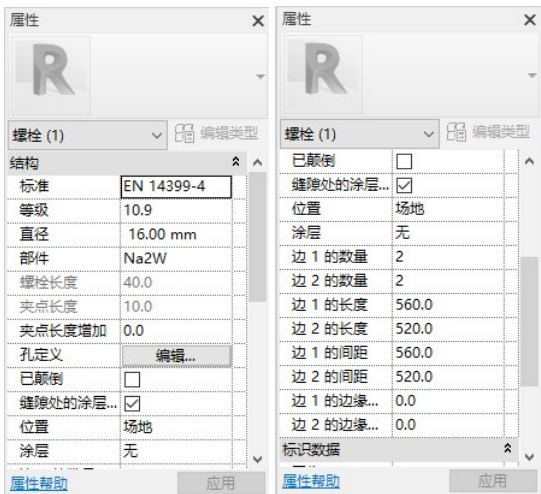 属性
螺栓 (1)
编辑类型
结构
标准 EN 14399-4
等级 10.9
直径 16.00 mm
部件 Na2W
螺栓长度 40.0
夹点长度 10.0
夹点长度增加 0.0
孔定义 编辑...
已颠倒
缝隙处的涂层...
位置 场地
涂层 无
属性帮助 应用
属性
螺栓 (1)
编辑类型
已颠倒
缝隙处的涂层...
位置 场地
涂层 无
边 1 的数量 2
边 2 的数量 2
边 1 的长度 560.0
边 2 的长度 520.0
边 1 的间距 560.0
边 2 的间距 520.0
边 1 的边缘... 0.0
边 2 的边缘... 0.0
标识数据
属性帮助 应用